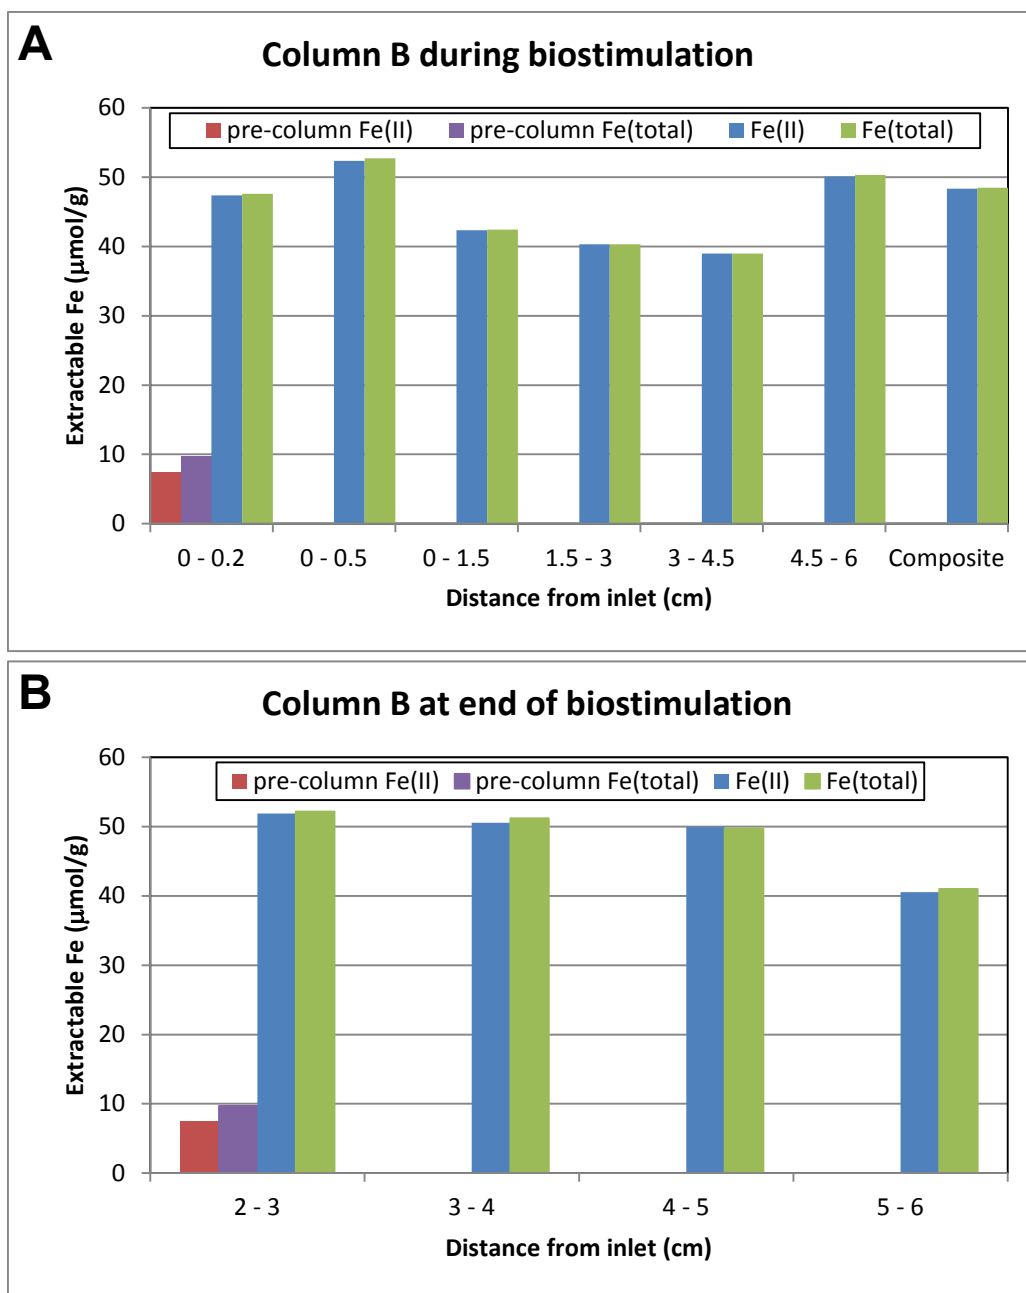 A
Column B during biostimulation
pre-column Fe(II) pre-column Fe(total) Fe(II) Fe(total)
Extractable Fe (μmol/g)
60
50
40
30
20
10
0
0 - 0.2 0 - 0.5 0 - 1.5 1.5 - 3 3 - 4.5 4.5 - 6 Composite
Distance from inlet (cm)
B
Column B at end of biostimulation
pre-column Fe(II) pre-column Fe(total) Fe(II) Fe(total)
Extractable Fe (μmol/g)
60
50
40
30
20
10
0
2 - 3 3 - 4 4 - 5 5 - 6
Distance from inlet (cm)